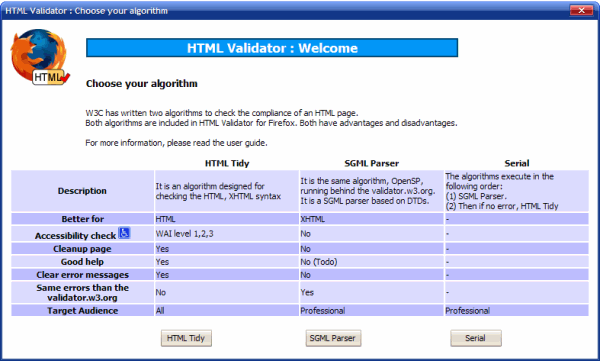 HTML Validator : Choose your algorithm
HTML Validator : Welcome
HTML
Choose your algorithm
W3C has written two algorithms to check the compliance of an HTML page.
Both algorithms are included in HTML Validator for Firefox. Both have advantages and disadvantages.
For more information, please read the user guide.
HTML Tidy SGML Parser Serial
Description
It is an algorithm designed for
checking the HTML, XHTML syntax
It is the same algorithm, OpenSP,
running behind the validator.w3.org.
It is a SGML parser based on DTDs.
The algorithms execute in the
following order:
(1) SGML Parser.
(2) Then if no error, HTML Tidy
Better for HTML XHTML -
Accessibility check WAI level 1,2,3 No -
Cleanup page Yes No -
Good help Yes No (Todo) -
Clear error messages Yes No -
Same errors than the
validator.w3.org
No Yes -
Target Audience All Professional Professional
HTML Tidy SGML Parser Serial